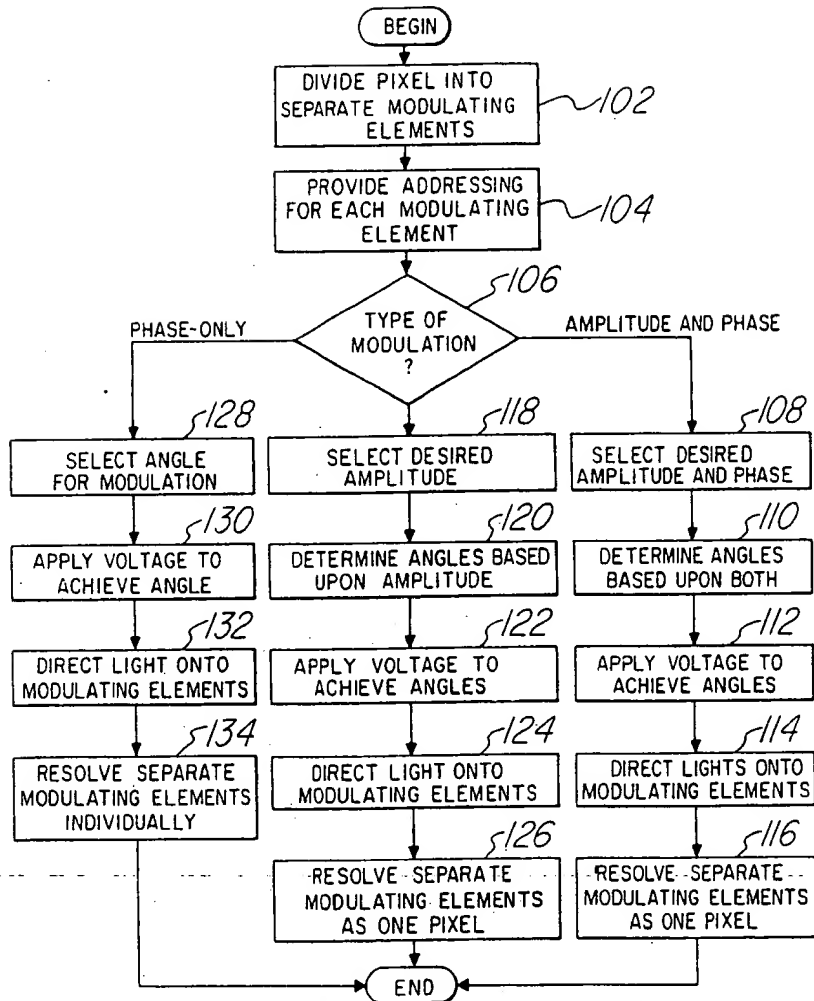 BEGIN
DIVIDE PIXEL INTO
SEPARATE MODULATING
ELEMENTS
102
PROVIDE ADDRESSING
FOR EACH MODULATING
ELEMENT
104
106
TYPE OF
MODULATION
?
PHASE-ONLY
AMPLITUDE AND PHASE
128
SELECT ANGLE
FOR MODULATION
130
APPLY VOLTAGE TO
ACHIEVE ANGLE
132
DIRECT LIGHT ONTO
MODULATING ELEMENTS
134
RESOLVE SEPARATE
MODULATING ELEMENTS
INDIVIDUALLY
118
SELECT DESIRED
AMPLITUDE
120
DETERMINE ANGLES BASED
UPON AMPLITUDE
122
APPLY VOLTAGE TO
ACHIEVE ANGLES
124
DIRECT LIGHT ONTO
MODULATING ELEMENTS
126
RESOLVE SEPARATE
MODULATING ELEMENTS
AS ONE PIXEL
108
SELECT DESIRED
AMPLITUDE AND PHASE
110
DETERMINE ANGLES
BASED UPON BOTH
112
APPLY VOLTAGE TO
ACHIEVE ANGLES
114
DIRECT LIGHTS ONTO
MODULATING ELEMENTS
116
RESOLVE SEPARATE
MODULATING ELEMENTS
AS ONE PIXEL
END